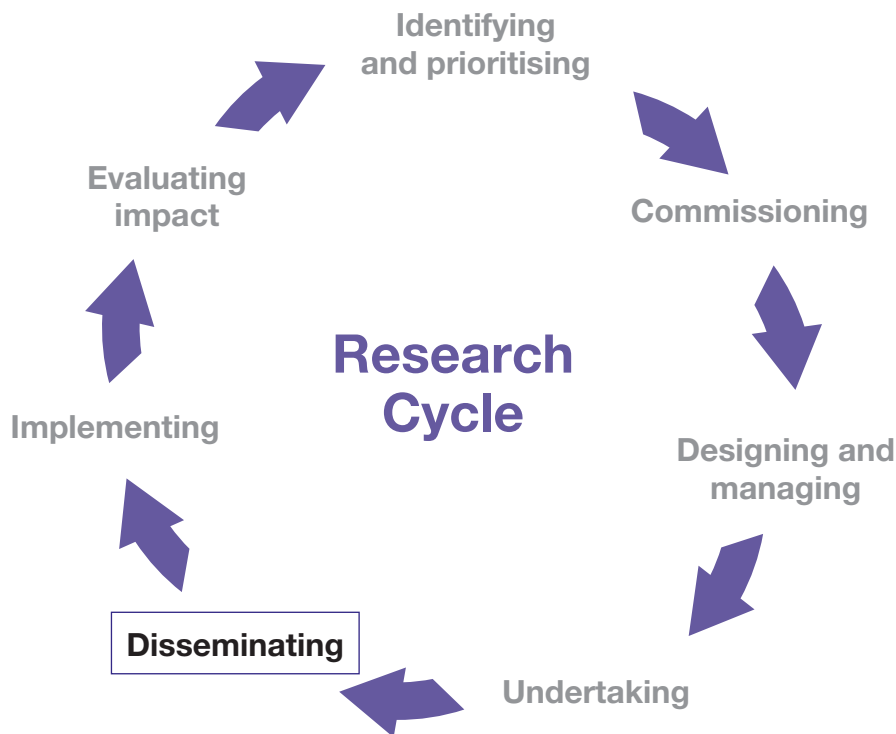 Identifying
and prioritising
Commissioning
Designing and
managing
Undertaking
Disseminating
Implementing
Evaluating
impact
Research
Cycle